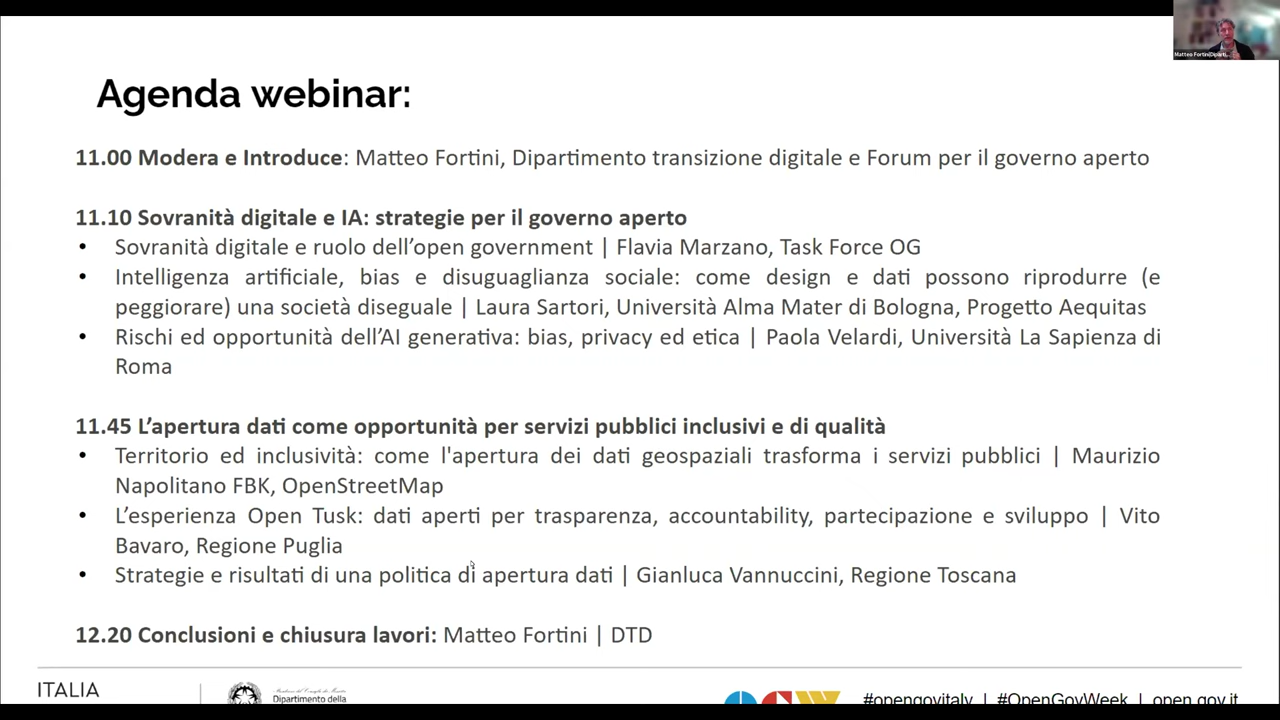 Matteo Fortini(Diparti...
Agenda webinar:
11.00 Modera e Introduce: Matteo Fortini, Dipartimento transizione digitale e Forum per il governo aperto
11.10 Sovranità digitale e IA: strategie per il governo aperto
• Sovranità digitale e ruolo dell’open government | Flavia Marzano, Task Force OG
• Intelligenza artificiale, bias e disuguaglianza sociale: come design e dati possono riprodurre (e
peggiorare) una società diseguale | Laura Sartori, Università Alma Mater di Bologna, Progetto Aequitas
• Rischi ed opportunità dell’AI generativa: bias, privacy ed etica | Paola Velardi, Università La Sapienza di
Roma
11.45 L’apertura dati come opportunità per servizi pubblici inclusivi e di qualità
• Territorio ed inclusività: come l'apertura dei dati geospaziali trasforma i servizi pubblici | Maurizio
Napolitano FBK, OpenStreetMap
• L’esperienza Open Tusk: dati aperti per trasparenza, accountability, partecipazione e sviluppo | Vito
Bavaro, Regione Puglia
• Strategie e risultati di una politica di apertura dati | Gianluca Vannuccini, Regione Toscana
12.20 Conclusioni e chiusura lavori: Matteo Fortini | DTD
ITALIA
Dipartimento della
OGW
#opengovitaly | #OpenGovWeek | open.gov.it